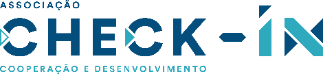 ASSOCIAÇÃO
CHECK-IN
COOPERAÇÃO E DESENVOLVIMENTO